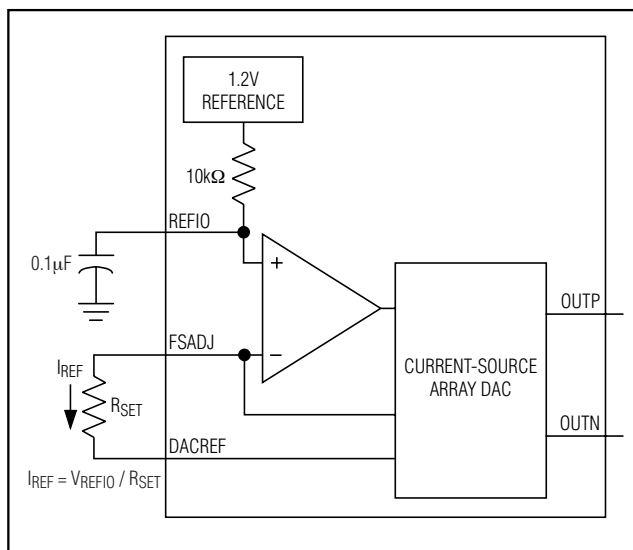 1.2V
REFERENCE
10kΩ
REFIO
0.1μF
+
OUTP
FSADJ
−
CURRENT-SOURCE
ARRAY DAC
IREF
RSET
OUTN
DACREF
IREF = VREFIO / RSET